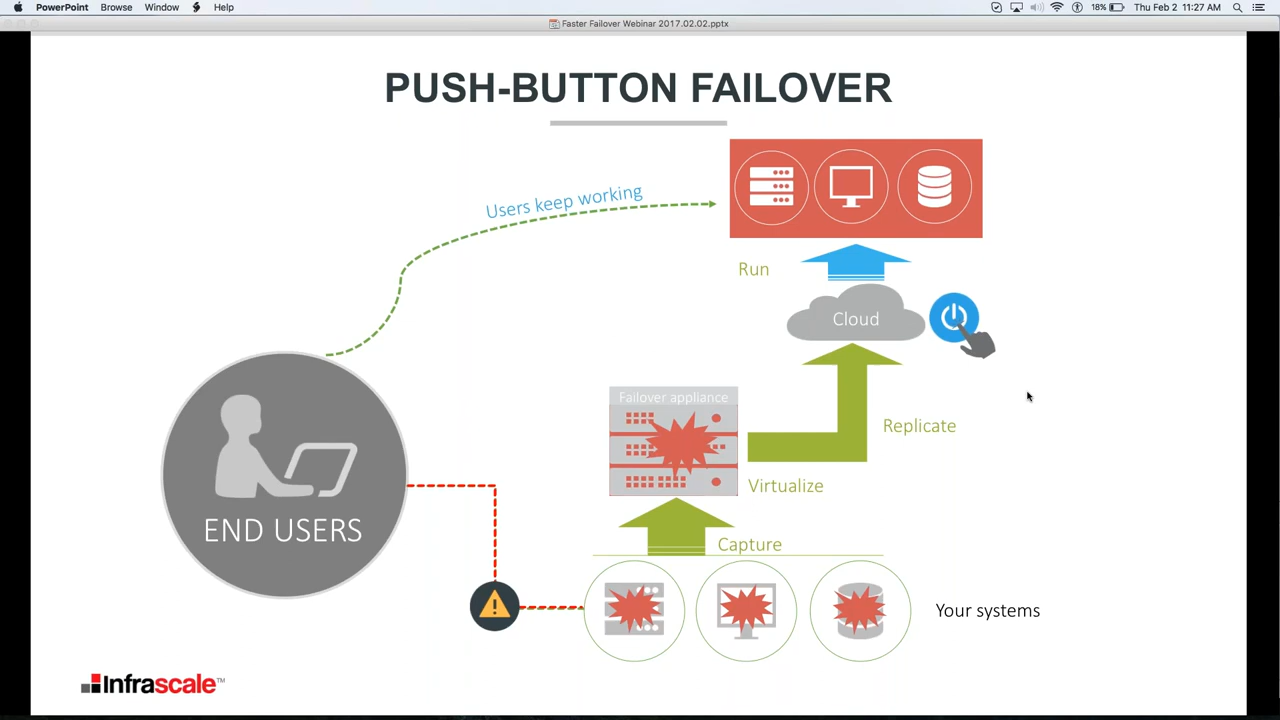 PowerPoint Browse Window Help
18% Thu Feb 2 11:27 AM
Faster Failover Webinar 2017.02.02.pptx
PUSH-BUTTON FAILOVER
Users keep working
Run
Cloud
Failover appliance
Replicate
Virtualize
END USERS
Capture
Your systems
Infrascale™